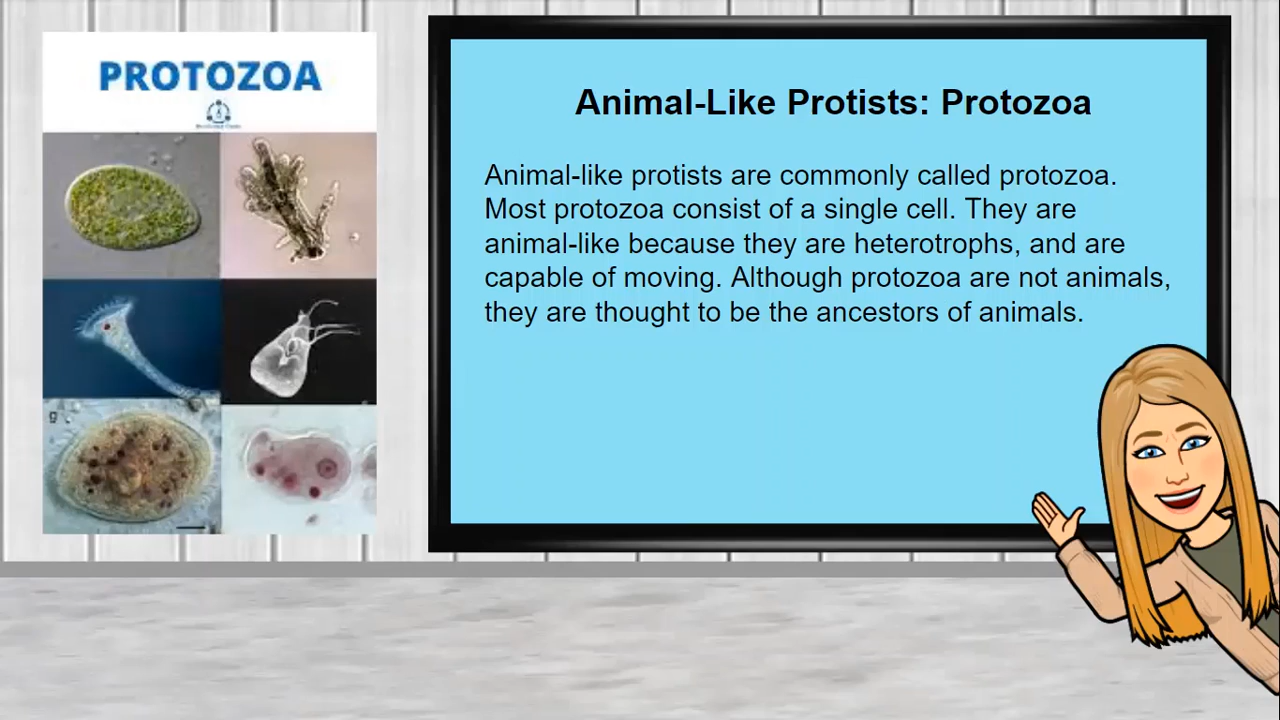 PROTOZOA
Animal-Like Protists: Protozoa
Animal-like protists are commonly called protozoa.
Most protozoa consist of a single cell. They are
animal-like because they are heterotrophs, and are
capable of moving. Although protozoa are not animals,
they are thought to be the ancestors of animals.
g